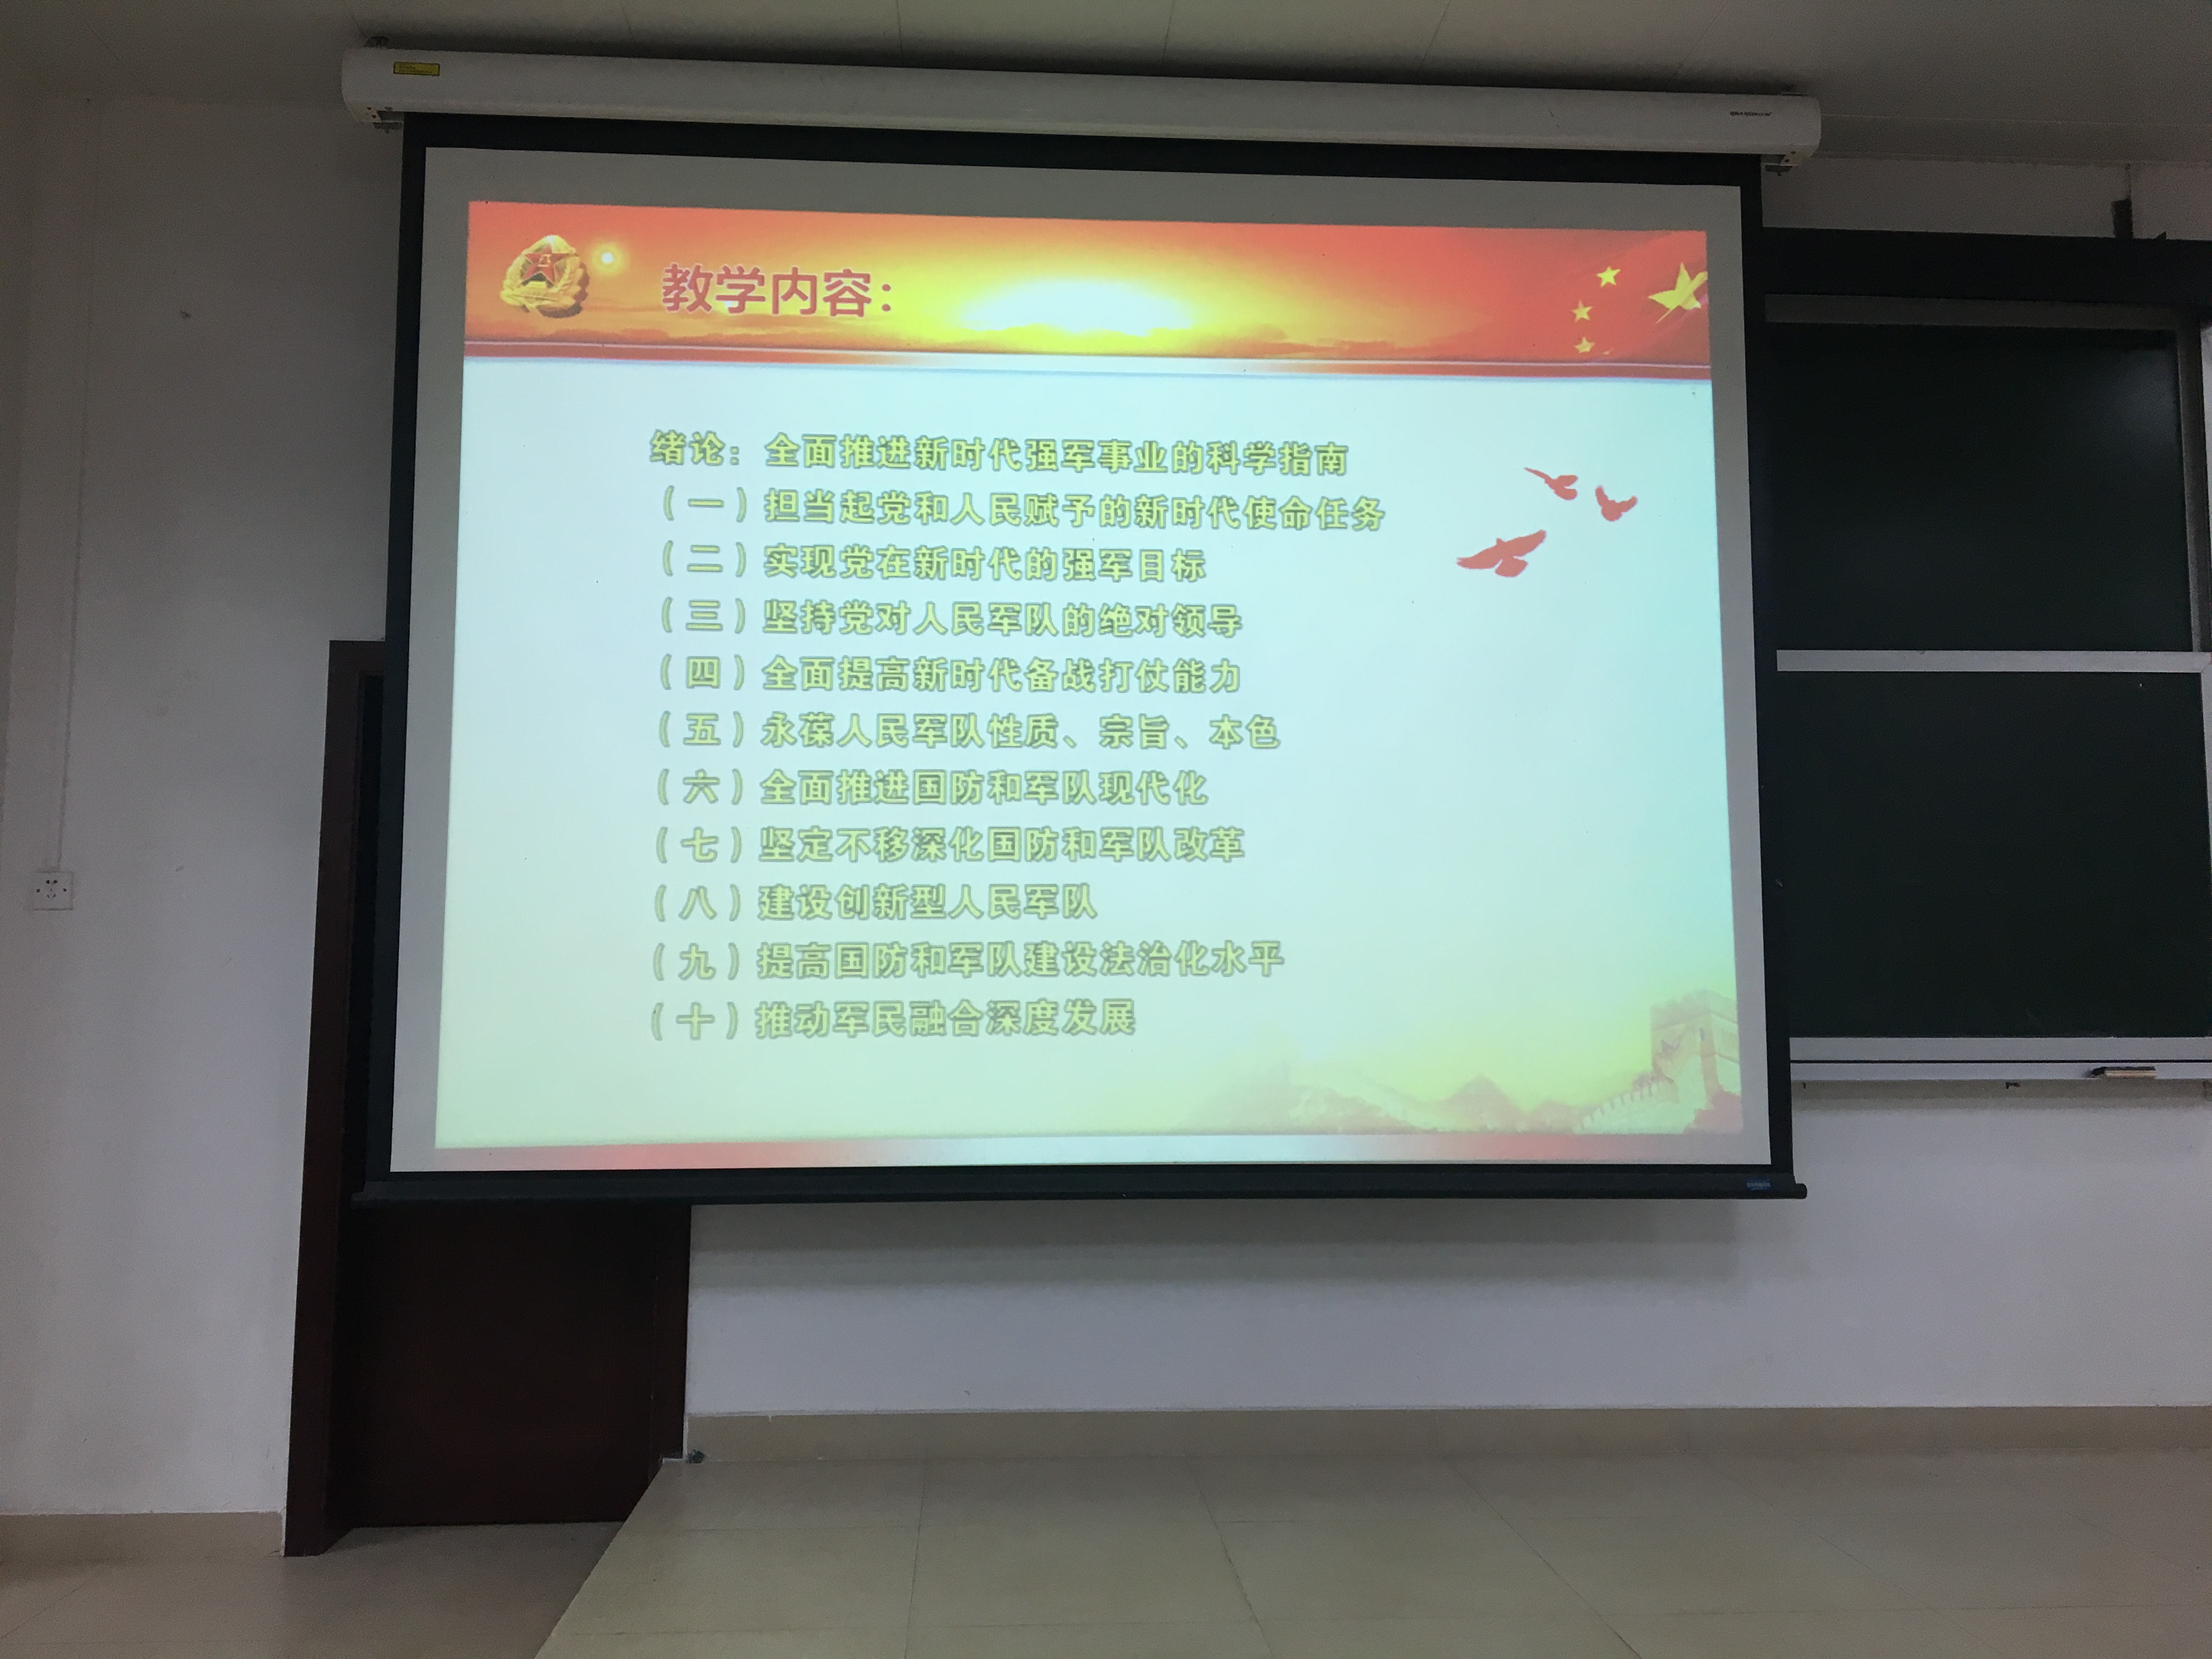 教学内容：
绪论：全面推进新时代强军事业的科学指南
（一）担当起党和人民赋予的新时代使命任务
（二）实现党在新时代的强军目标
（三）坚持党对人民军队的绝对领导
（四）全面提高新时代备战打仗能力
（五）永葆人民军队性质、宗旨、本色
（六）全面推进国防和军队现代化
（七）坚定不移深化国防和军队改革
（八）建设创新型人民军队
（九）提高国防和军队建设法治化水平
（十）推动军民融合深度发展